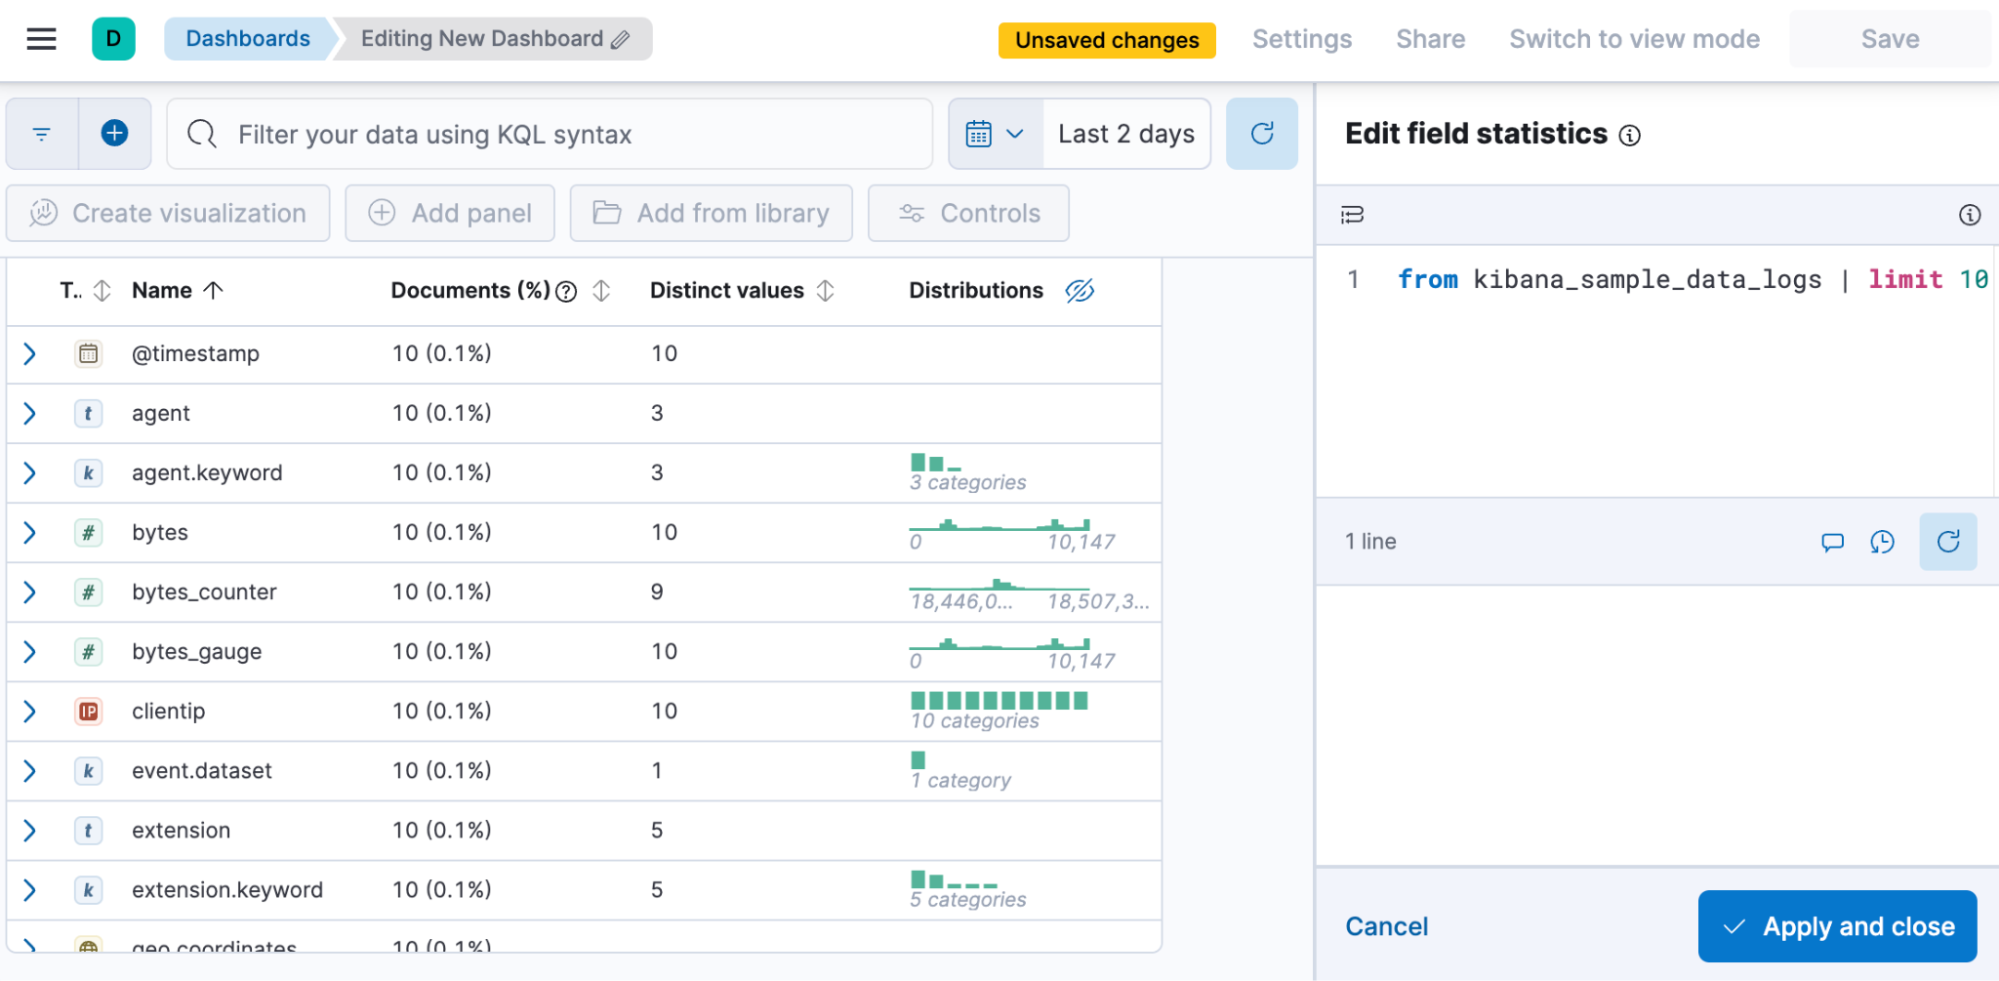 D Dashboards Editing New Dashboard Unsaved changes Settings Share Switch to view mode Save
Filter your data using KQL syntax Last 2 days
Create visualization Add panel Add from library Controls
T.. Name Documents (%) Distinct values Distributions
@timestamp 10 (0.1%) 10
t agent 10 (0.1%) 3
k agent.keyword 10 (0.1%) 3 3 categories
# bytes 10 (0.1%) 10 0 10,147
# bytes_counter 10 (0.1%) 9 18,446,0... 18,507,3...
# bytes_gauge 10 (0.1%) 10 0 10,147
IP clientip 10 (0.1%) 10 10 categories
k event.dataset 10 (0.1%) 1 1 category
t extension 10 (0.1%) 5
k extension.keyword 10 (0.1%) 5 5 categories
geo.coordinates 10 (0.1%)
Edit field statistics
1 from kibana_sample_data_logs | limit 10
1 line
Cancel Apply and close